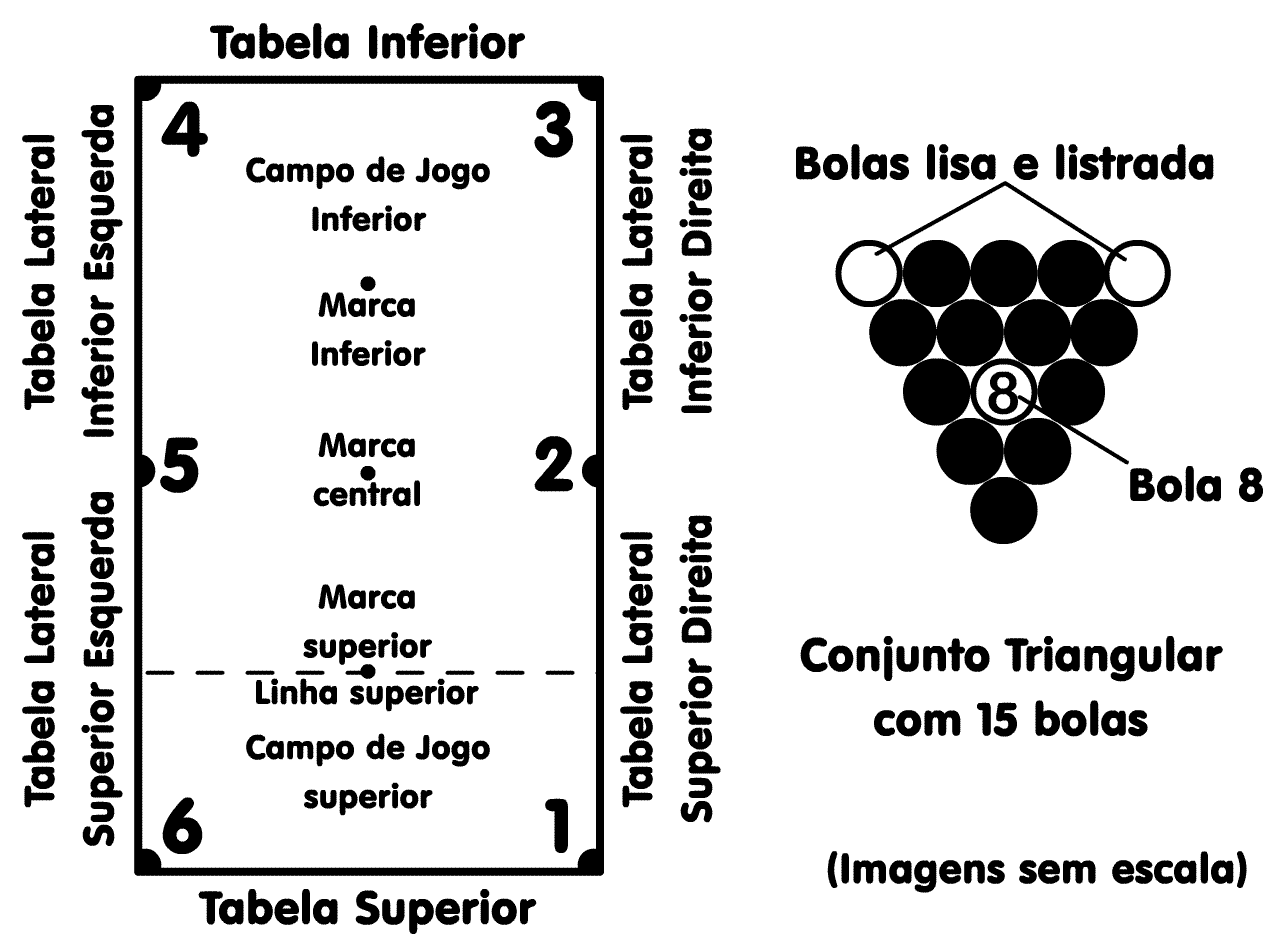 Tabela Inferior
4
3
Campo de Jogo
Inferior
Marca
Inferior
Marca
central
5
2
Marca
superior
Linha superior
Campo de Jogo
superior
6
1
Tabela Superior
Tabela Lateral
Inferior Esquerda
Tabela Lateral
Superior Esquerda
Tabela Lateral
Inferior Direita
Tabela Lateral
Superior Direita
Bolas lisa e listrada
8
Bola 8
Conjunto Triangular
com 15 bolas
(Imagens sem escala)